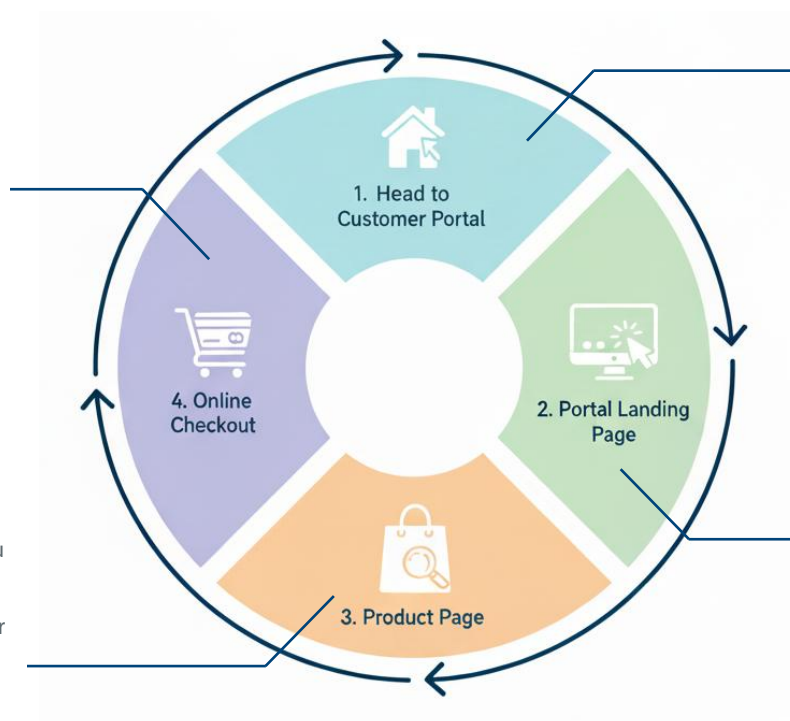 1. Head to
Customer Portal
2. Portal Landing
Page
3. Product Page
4. Online
Checkout